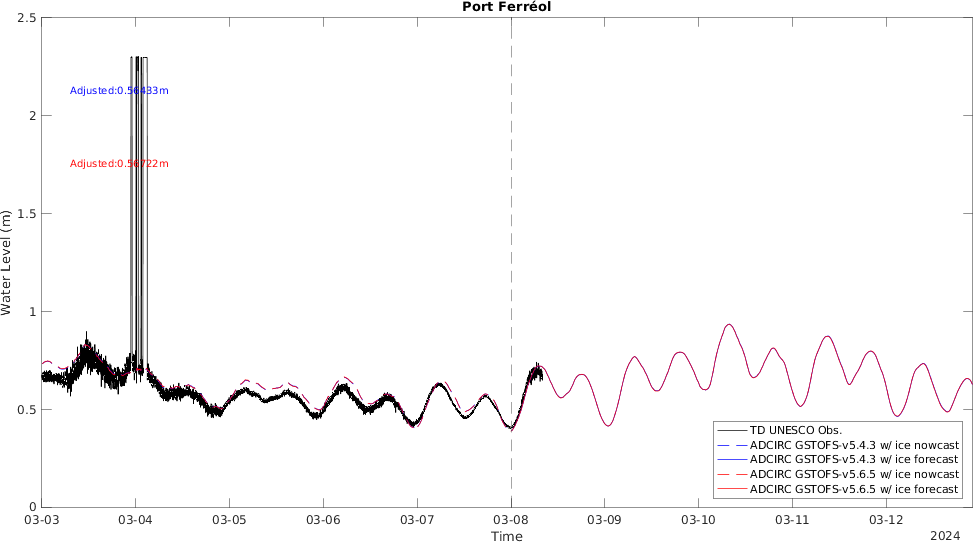 Port Ferréol
2.5
2
1.5
1
0.5
0
Water Level (m)
Adjusted:0.56433m
Adjusted:0.56722m
TD UNESCO Obs.
ADCIRC GSTOFS-v5.4.3 w/ ice nowcast
ADCIRC GSTOFS-v5.4.3 w/ ice forecast
ADCIRC GSTOFS-v5.6.5 w/ ice nowcast
ADCIRC GSTOFS-v5.6.5 w/ ice forecast
03-03 03-04 03-05 03-06 03-07 03-08 03-09 03-10 03-11 03-12
Time
2024